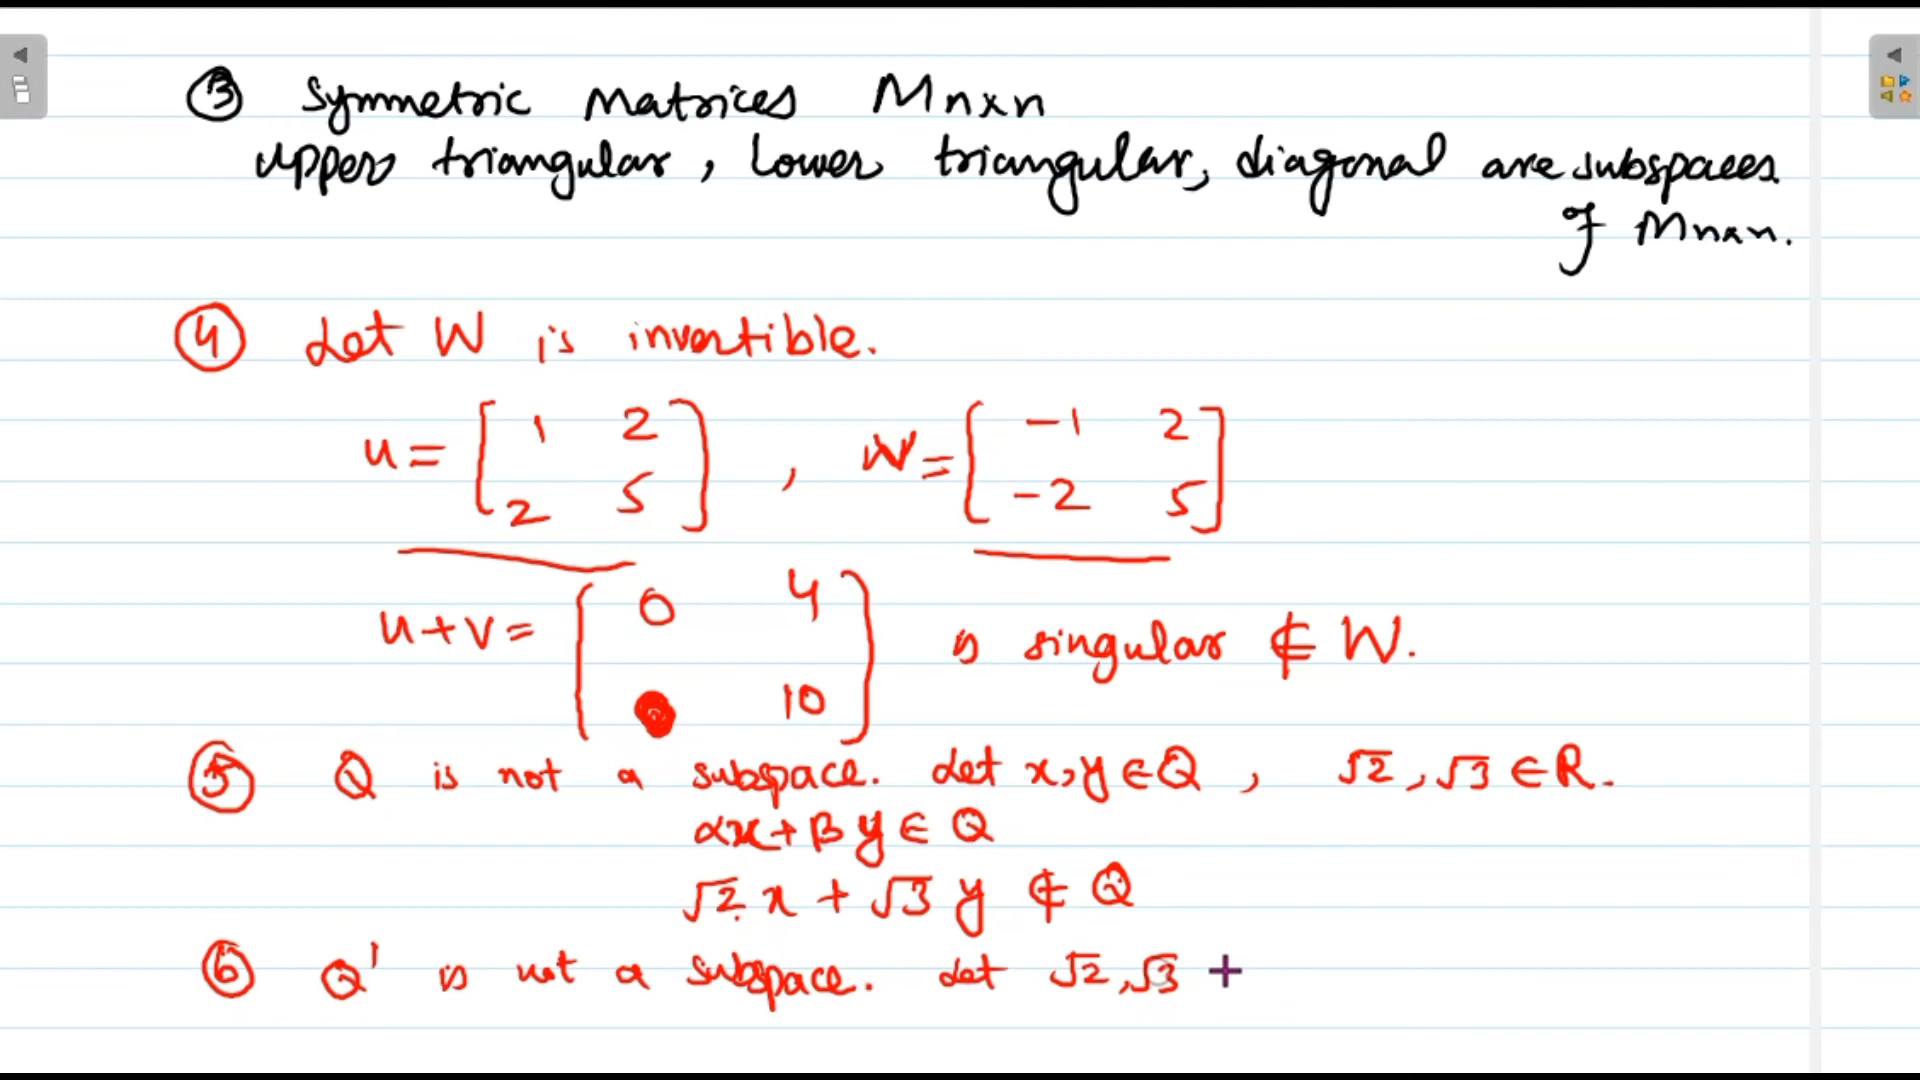 ③ Symmetric Matrices Mnxn
upper triangular, Lower triangular, diagonal are subspaces
of Mnxn.
④ Let W is invertible.
u = [ 1 2 ] , W = [ -1 2 ]
2 5 -2 5
u+v = [ 0 4 ] is singular ∉ W.
0 10
⑤ Q is not a subspace. Let x,y ∈ Q , √2, √3 ∈ R.
αx + βy ∈ Q
√2 x + √3 y ∉ Q
⑥ Q' is not a subspace. Let √2, √3